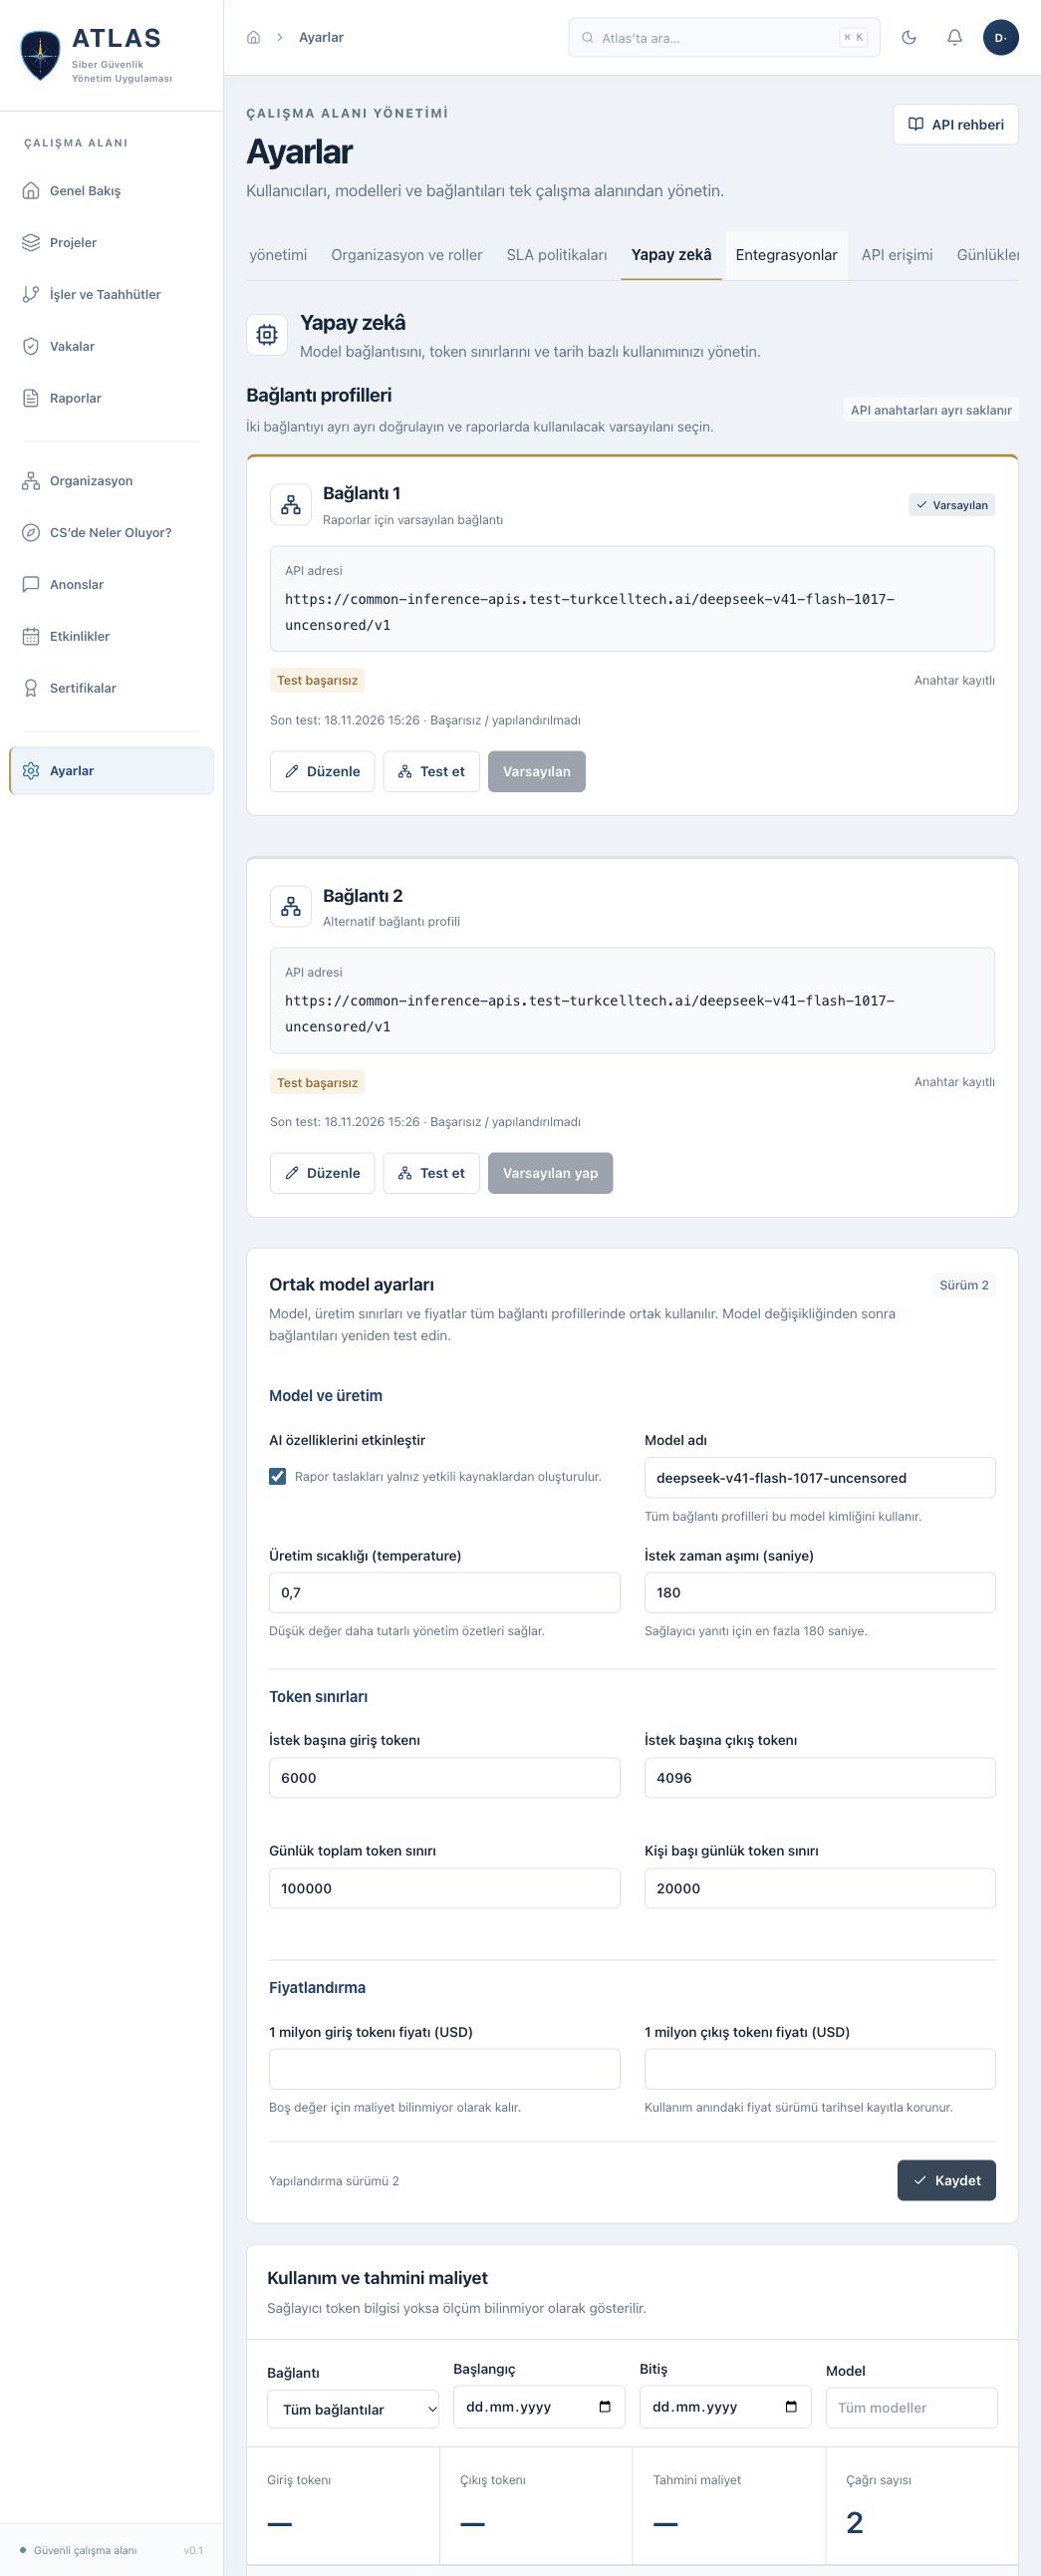 ATLAS
Siber Güvenlik
Yönetim Uygulaması
ÇALIŞMA ALANI
Genel Bakış
Projeler
İşler ve Taahhütler
Vakalar
Raporlar
Organizasyon
CS'de Neler Oluyor?
Anonslar
Etkinlikler
Sertifikalar
Ayarlar
Güvenli çalışma alanı v0.1
Ayarlar
Atlas'ta ara... ⌘ K
D·
ÇALIŞMA ALANI YÖNETİMİ
Ayarlar
Kullanıcıları, modelleri ve bağlantıları tek çalışma alanından yönetin.
API rehberi
yönetimi Organizasyon ve roller SLA politikaları Yapay zekâ Entegrasyonlar API erişimi Günlükler
Yapay zekâ
Model bağlantısını, token sınırlarını ve tarih bazlı kullanımınızı yönetin.
Bağlantı profilleri
İki bağlantıyı ayrı ayrı doğrulayın ve raporlarda kullanılacak varsayılanı seçin.
API anahtarları ayrı saklanır
Bağlantı 1
Raporlar için varsayılan bağlantı
Varsayılan
API adresi
https://common-inference-apis.test-turkcelltech.ai/deepseek-v41-flash-1017-
uncensored/v1
Test başarısız Anahtar kayıtlı
Son test: 18.11.2026 15:26 · Başarısız / yapılandırılmadı
Düzenle Test et Varsayılan
Bağlantı 2
Alternatif bağlantı profili
API adresi
https://common-inference-apis.test-turkcelltech.ai/deepseek-v41-flash-1017-
uncensored/v1
Test başarısız Anahtar kayıtlı
Son test: 18.11.2026 15:26 · Başarısız / yapılandırılmadı
Düzenle Test et Varsayılan yap
Ortak model ayarları Sürüm 2
Model, üretim sınırları ve fiyatlar tüm bağlantı profillerinde ortak kullanılır. Model değişikliğinden sonra
bağlantıları yeniden test edin.
Model ve üretim
AI özelliklerini etkinleştir
Rapor taslakları yalnız yetkili kaynaklardan oluşturulur.
Model adı
deepseek-v41-flash-1017-uncensored
Tüm bağlantı profilleri bu model kimliğini kullanır.
Üretim sıcaklığı (temperature)
0,7
Düşük değer daha tutarlı yönetim özetleri sağlar.
İstek zaman aşımı (saniye)
180
Sağlayıcı yanıtı için en fazla 180 saniye.
Token sınırları
İstek başına giriş tokenı
6000
İstek başına çıkış tokenı
4096
Günlük toplam token sınırı
100000
Kişi başı günlük token sınırı
20000
Fiyatlandırma
1 milyon giriş tokenı fiyatı (USD)
Boş değer için maliyet bilinmiyor olarak kalır.
1 milyon çıkış tokenı fiyatı (USD)
Kullanım anındaki fiyat sürümü tarihsel kayıtla korunur.
Yapılandırma sürümü 2 Kaydet
Kullanım ve tahmini maliyet
Sağlayıcı token bilgisi yoksa ölçüm bilinmiyor olarak gösterilir.
Bağlantı
Tüm bağlantılar
Başlangıç
dd.mm.yyyy
Bitiş
dd.mm.yyyy
Model
Tüm modeller
Giriş tokenı
—
Çıkış tokenı
—
Tahmini maliyet
—
Çağrı sayısı
2